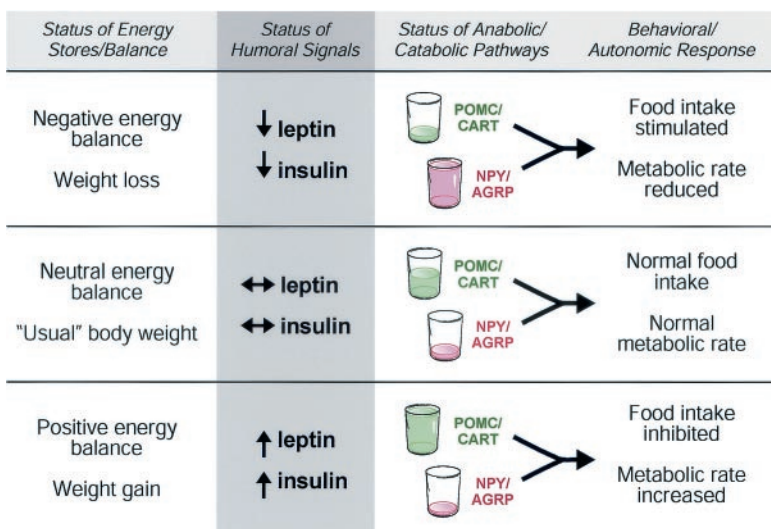 Status of Energy
Stores/Balance
Status of
Humoral Signals
Status of Anabolic/
Catabolic Pathways
Behavioral/
Autonomic Response
Negative energy
balance
Weight loss
↓ leptin
↓ insulin
POMC/
CART
NPY/
AGRP
Food intake
stimulated
Metabolic rate
reduced
Neutral energy
balance
"Usual" body weight
↔ leptin
↔ insulin
POMC/
CART
NPY/
AGRP
Normal food
intake
Normal
metabolic rate
Positive energy
balance
Weight gain
↑ leptin
↑ insulin
POMC/
CART
NPY/
AGRP
Food intake
inhibited
Metabolic rate
increased